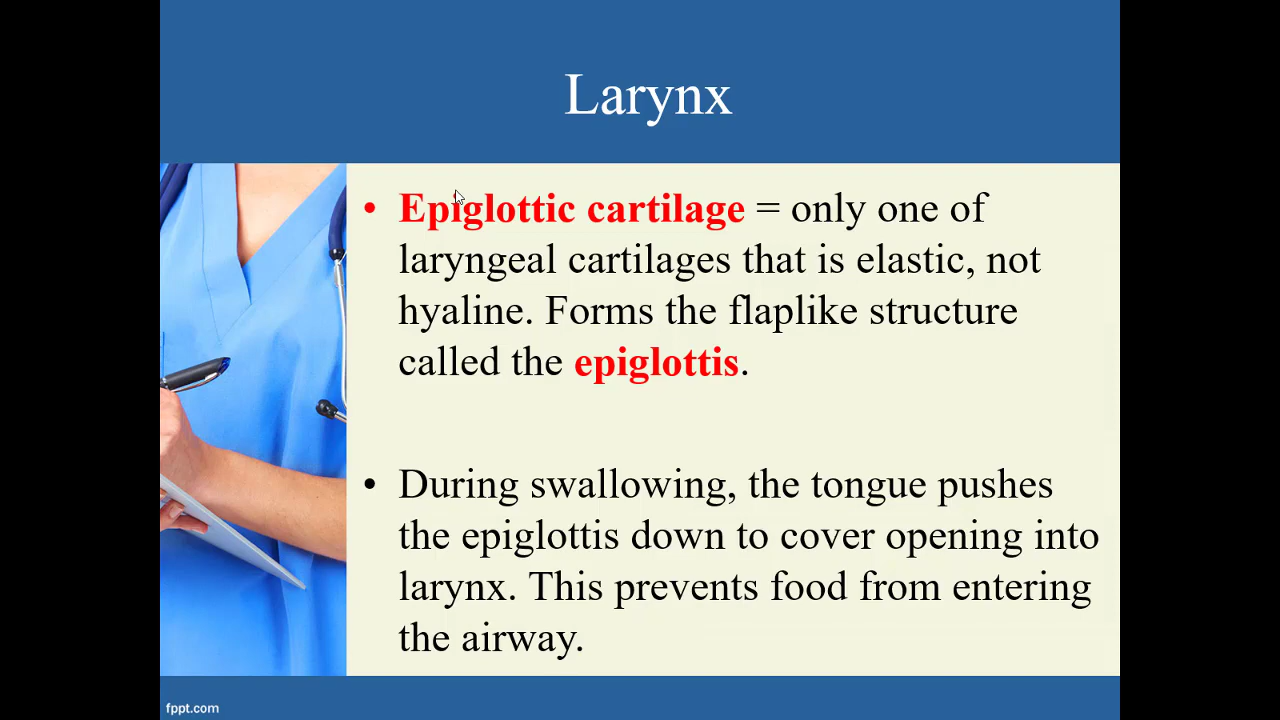 Larynx
• Epiglottic cartilage = only one of
laryngeal cartilages that is elastic, not
hyaline. Forms the flaplike structure
called the epiglottis.
• During swallowing, the tongue pushes
the epiglottis down to cover opening into
larynx. This prevents food from entering
the airway.
fppt.com